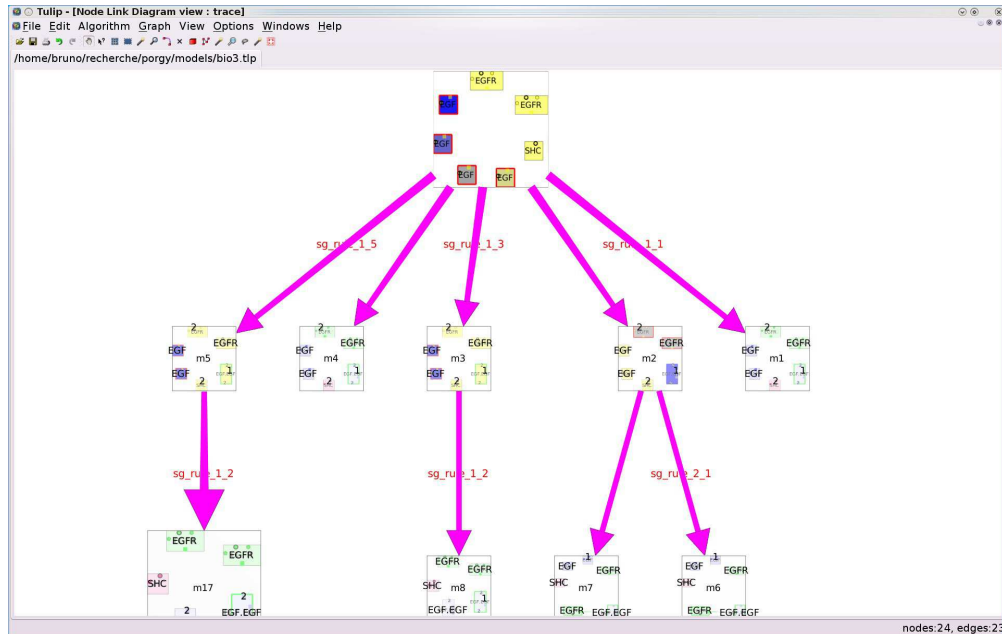 Tulip - [Node Link Diagram view : trace]
File Edit Algorithm Graph View Options Windows Help
/home/bruno/recherche/porgy/models/bio3.tlp
EGFR
EGF EGFR
EGF SHC
EGF EGF
sg_rule_1_5 sg_rule_1_3 sg_rule_1_1
2 2 2 2 2
EGFR EGFR EGFR EGFR EGFR
EGF EGF EGF EGF EGF
m5 m4 m3 m2 m1
EGF 1 EGF 1 EGF 1 EGF 1 EGF 1
2 2 2 2 2
sg_rule_1_2 sg_rule_1_2 sg_rule_2_1
EGFR
EGFR
EGFR EGFR EGF 1 EGFR EGF 1 EGFR
SHC m17 SHC m8 SHC m7 SHC m6
2 2 EGF.EGF
1 EGF.EGF EGFR EGF.EGF EGFR EGF.EGF
nodes:24, edges:23